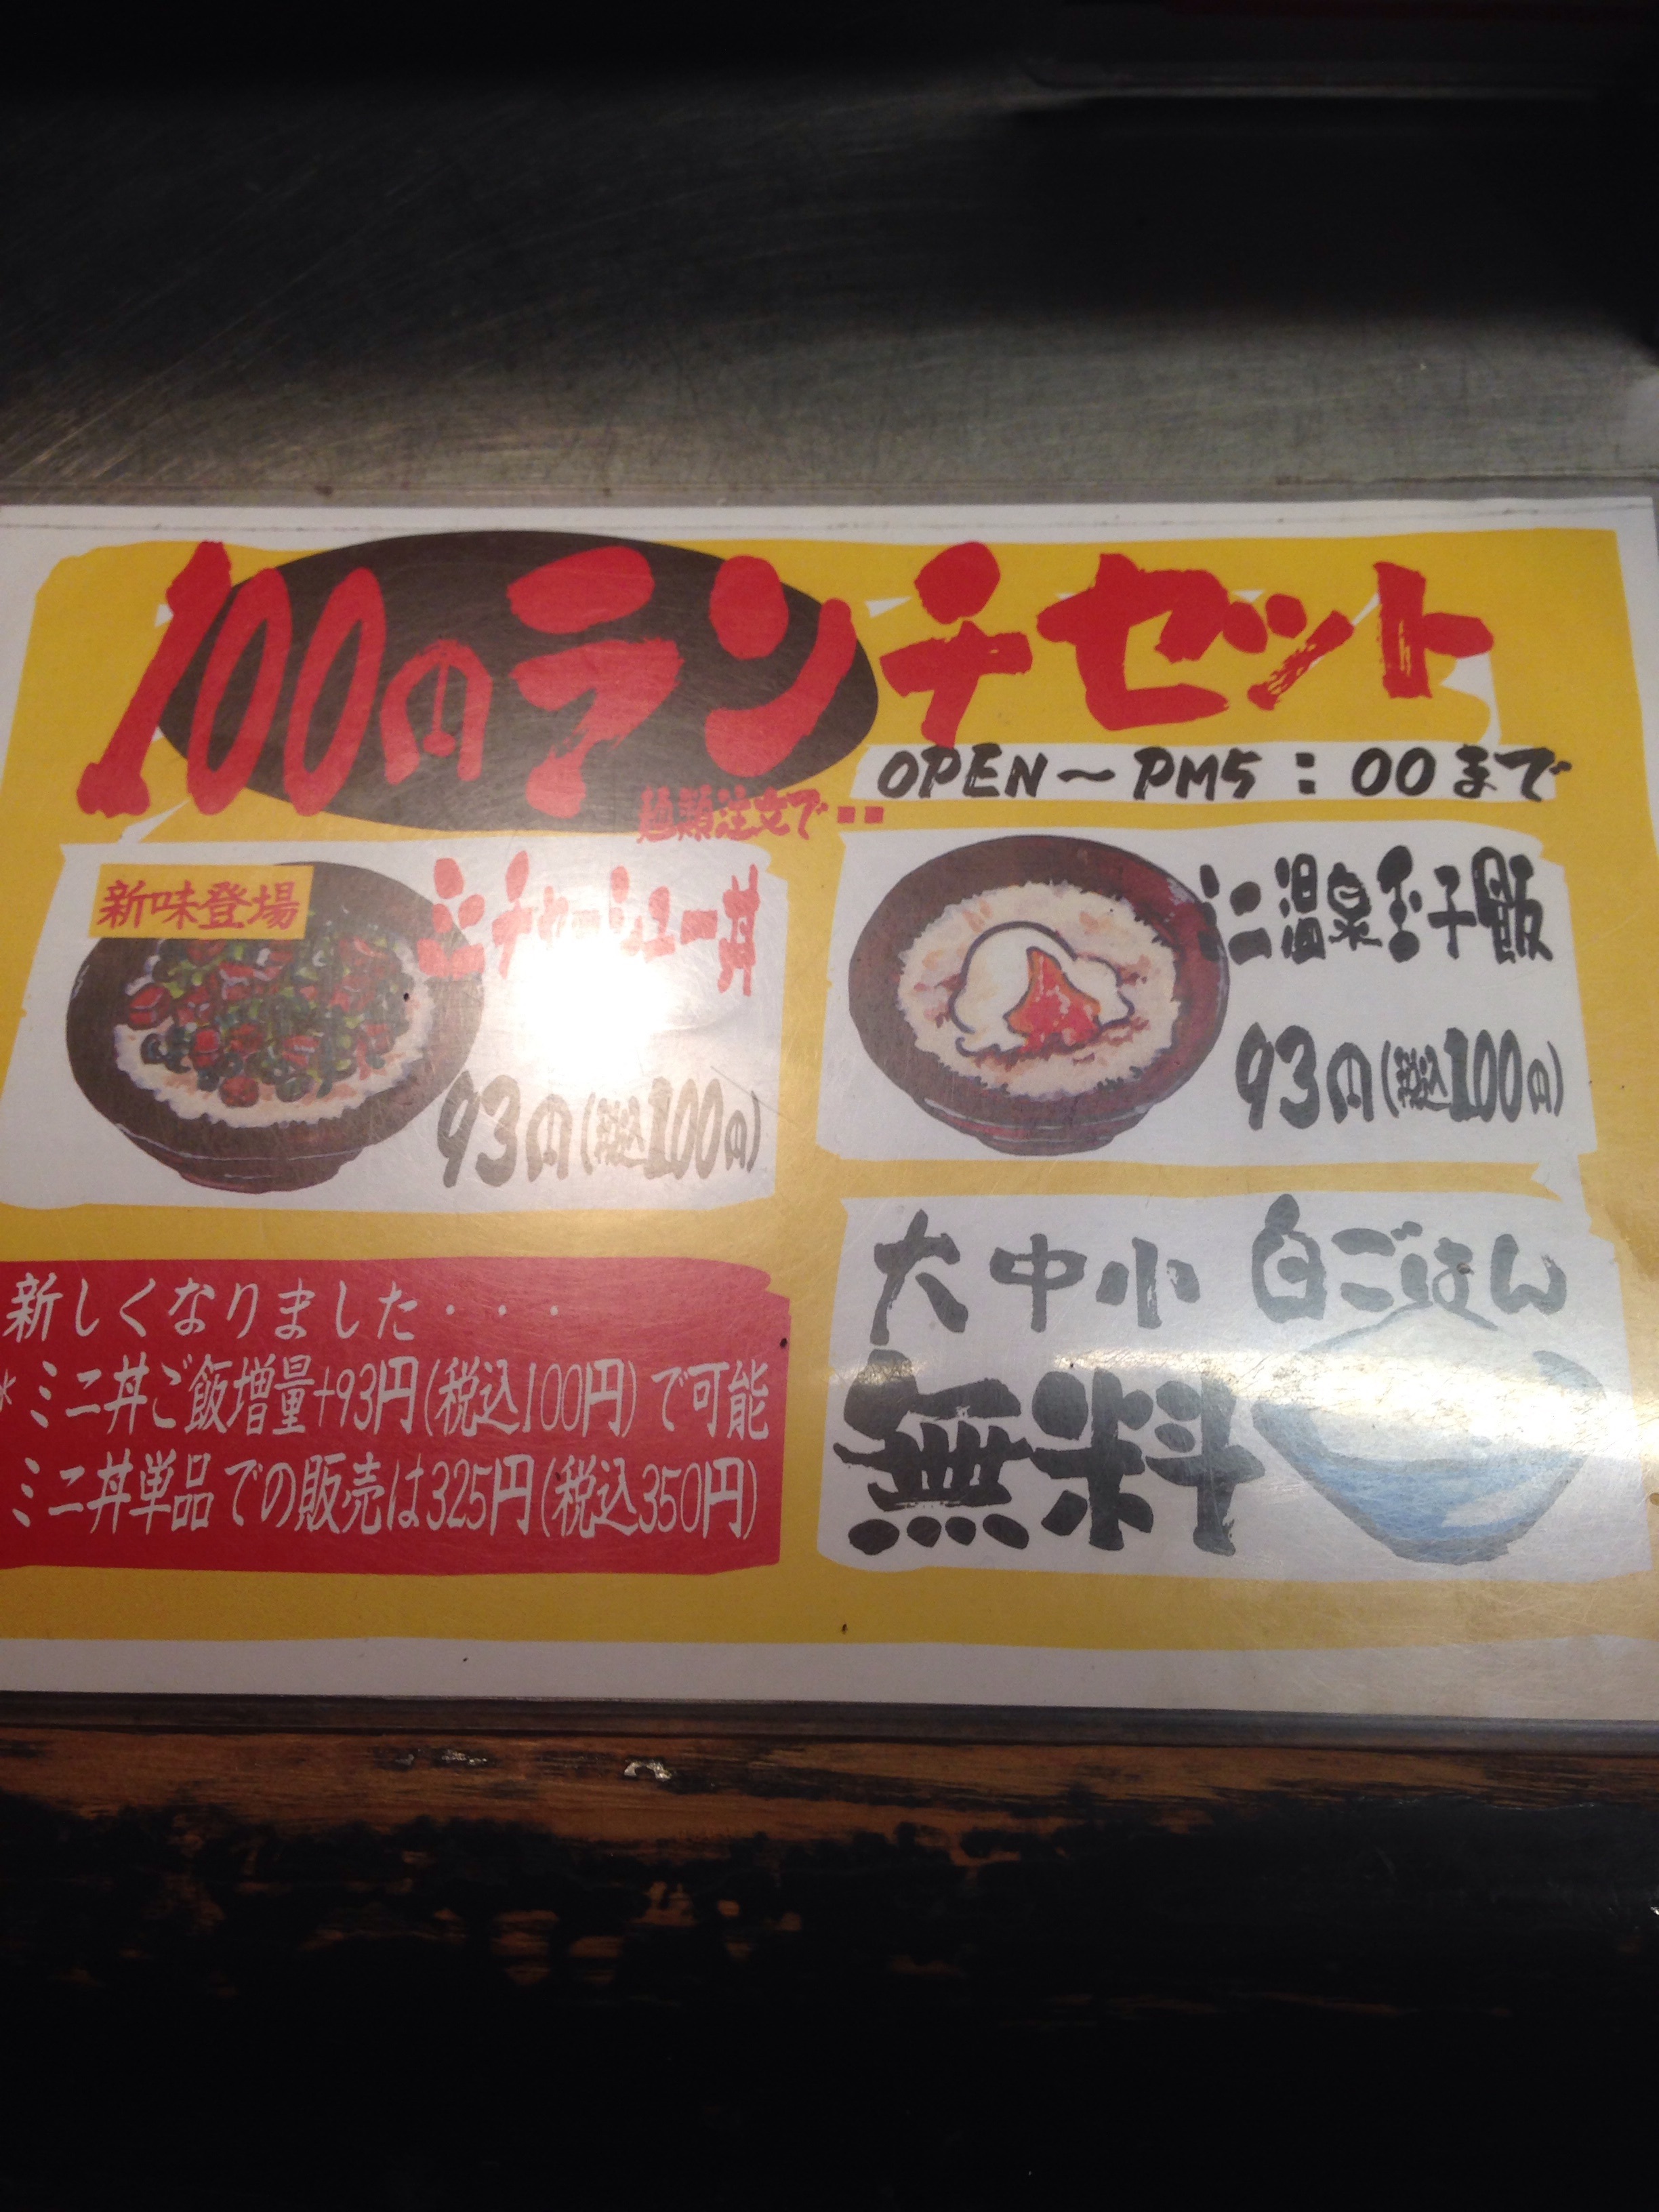 100円ランチセット
OPEN〜PM5：00まで
麺類注文で・・
新味登場
ミニチャーシュー丼
93円(税込100円)
ミニ温泉玉子飯
93円(税込100円)
新しくなりました・・・
*ミニ丼ご飯増量+93円(税込100円)で可能
ミニ丼単品での販売は325円(税込350円)
大中小 白ごはん
無料